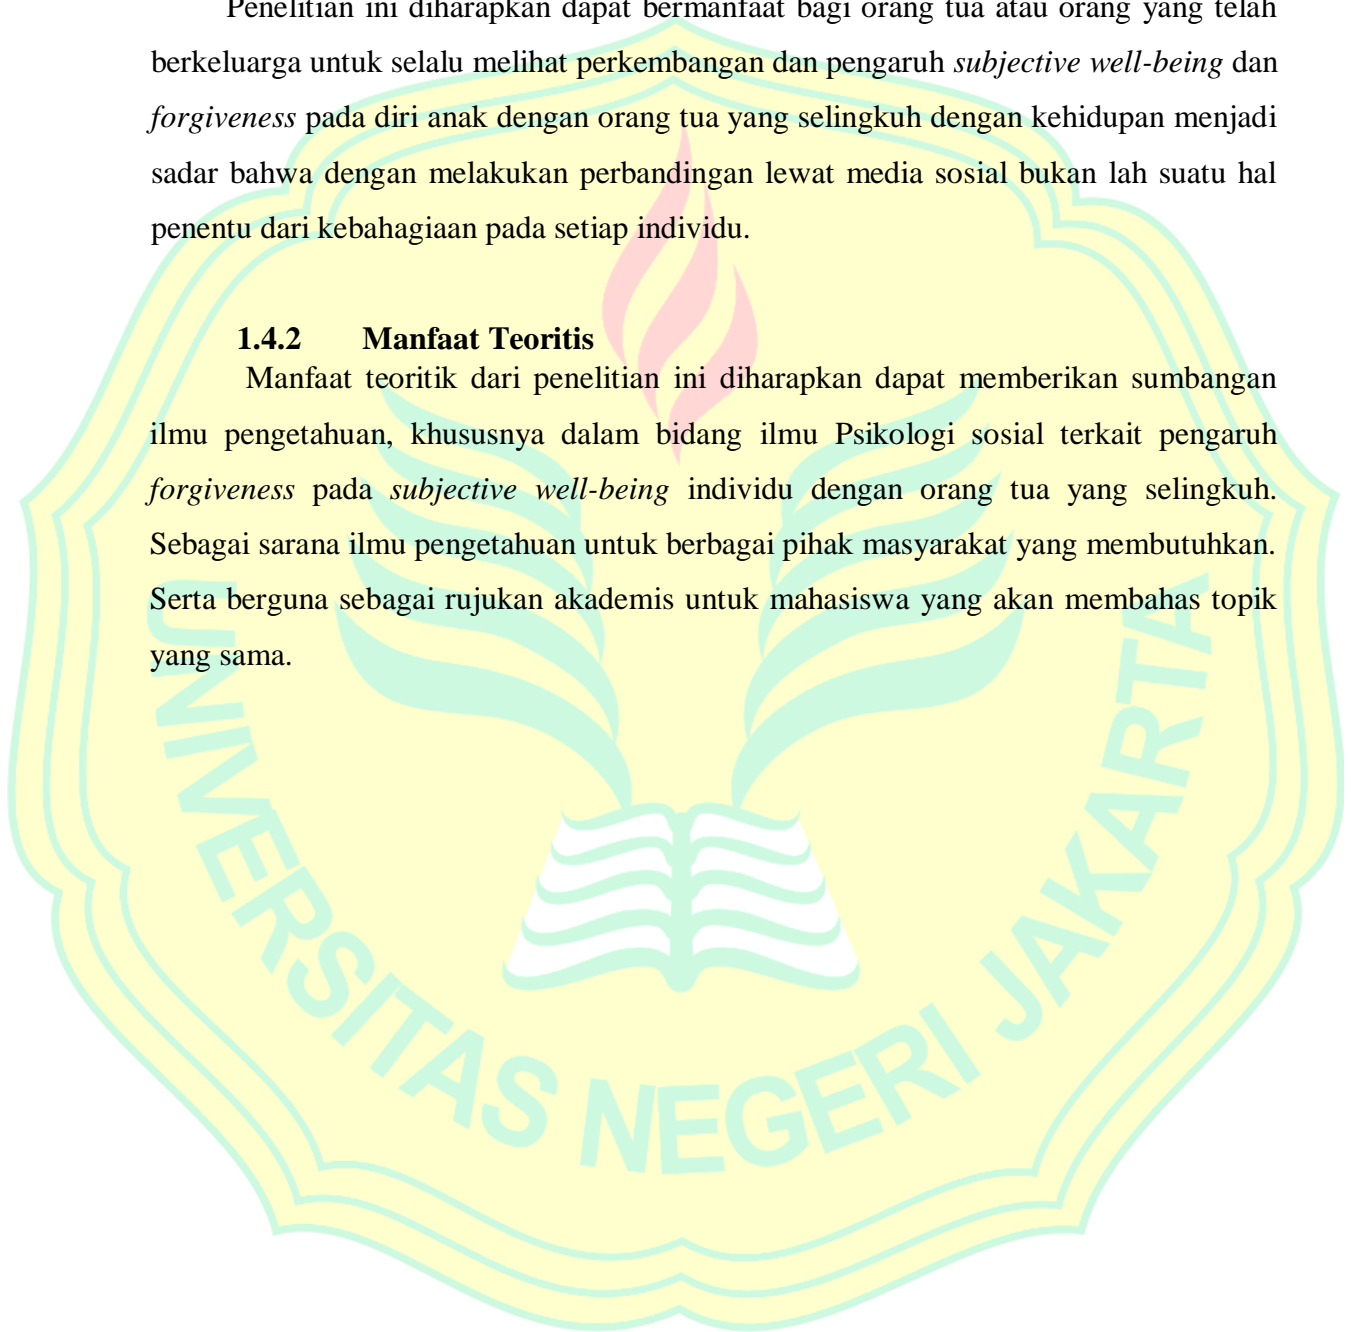 Penelitian ini diharapkan dapat bermanfaat bagi orang tua atau orang yang telah
berkeluarga untuk selalu melihat perkembangan dan pengaruh subjective well-being dan
forgiveness pada diri anak dengan orang tua yang selingkuh dengan kehidupan menjadi
sadar bahwa dengan melakukan perbandingan lewat media sosial bukan lah suatu hal
penentu dari kebahagiaan pada setiap individu.
1.4.2 Manfaat Teoritis
Manfaat teoritik dari penelitian ini diharapkan dapat memberikan sumbangan
ilmu pengetahuan, khususnya dalam bidang ilmu Psikologi sosial terkait pengaruh
forgiveness pada subjective well-being individu dengan orang tua yang selingkuh.
Sebagai sarana ilmu pengetahuan untuk berbagai pihak masyarakat yang membutuhkan.
Serta berguna sebagai rujukan akademis untuk mahasiswa yang akan membahas topik
yang sama.
UNIVERSITAS NEGERI JAKARTA